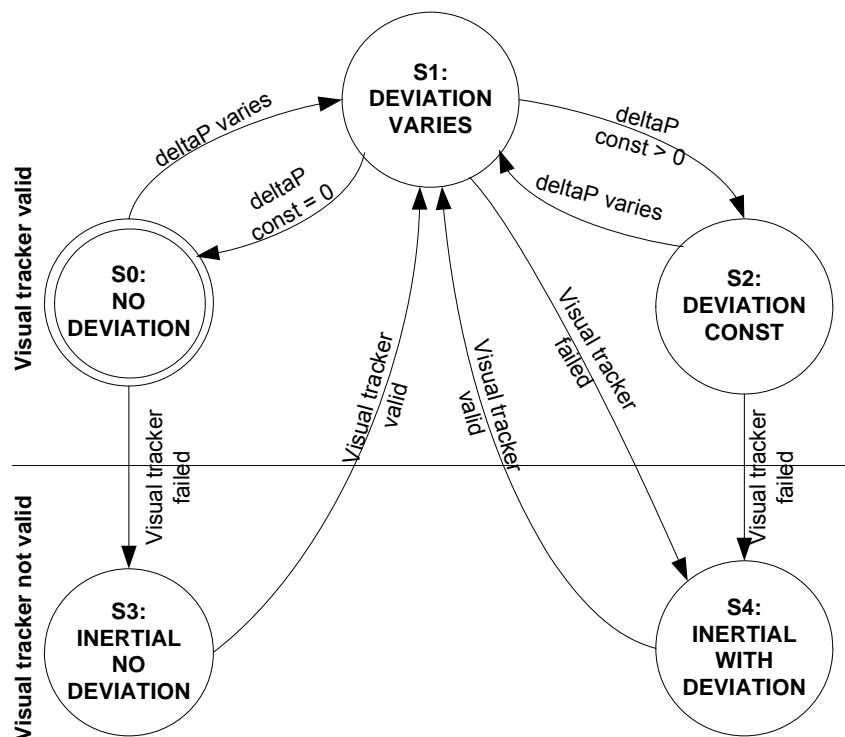 S1:
DEVIATION
VARIES
deltaP varies
deltaP
const = 0
deltaP
const > 0
deltaP varies
Visual tracker valid
S0:
NO
DEVIATION
S2:
DEVIATION
CONST
Visual tracker
valid
Visual tracker
valid
Visual tracker
failed
Visual tracker
failed
Visual tracker
failed
Visual tracker not valid
S3:
INERTIAL
NO
DEVIATION
S4:
INERTIAL
WITH
DEVIATION